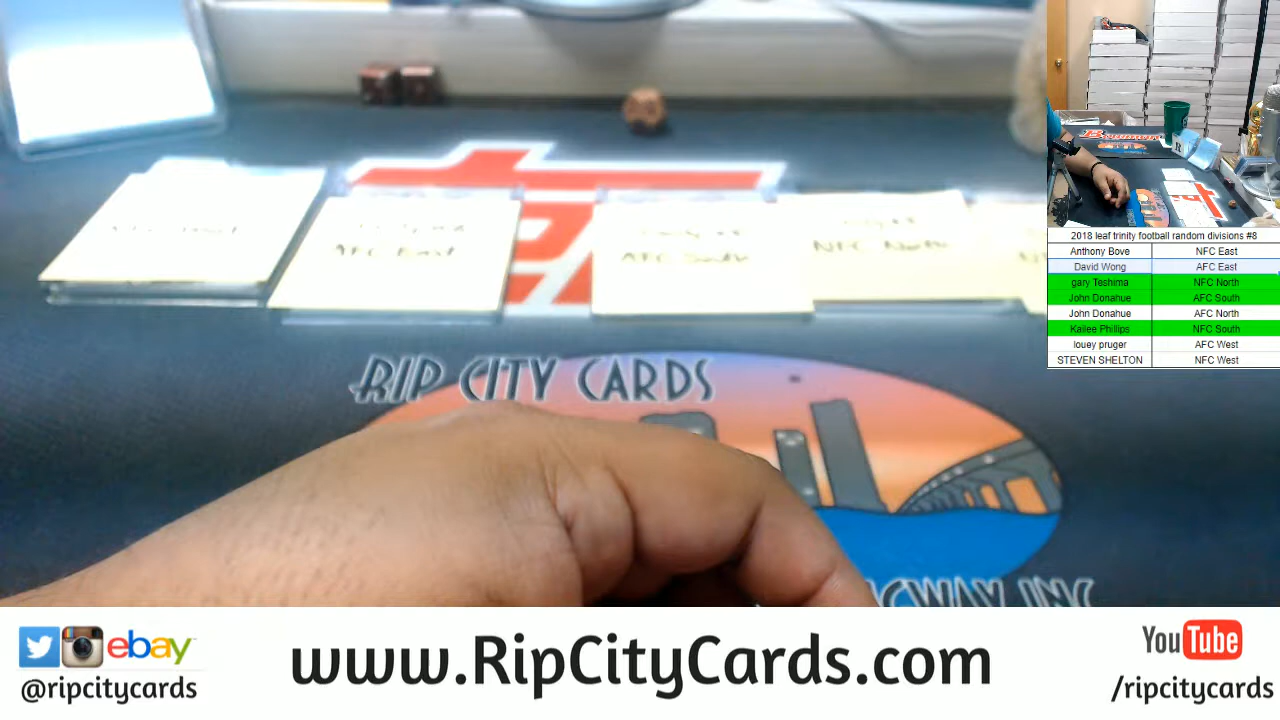 AFC East
AFC South
NFC North
RIP CITY CARDS
2018 leaf trinity football random divisions #8
Anthony Bove NFC East
David Wong AFC East
gary Teshima NFC North
John Donahue AFC South
John Donahue AFC North
Kailee Phillips NFC South
louey pruger AFC West
STEVEN SHELTON NFC West
INC
ebay
@ripcitycards
www.RipCityCards.com
YouTube
/ripcitycards